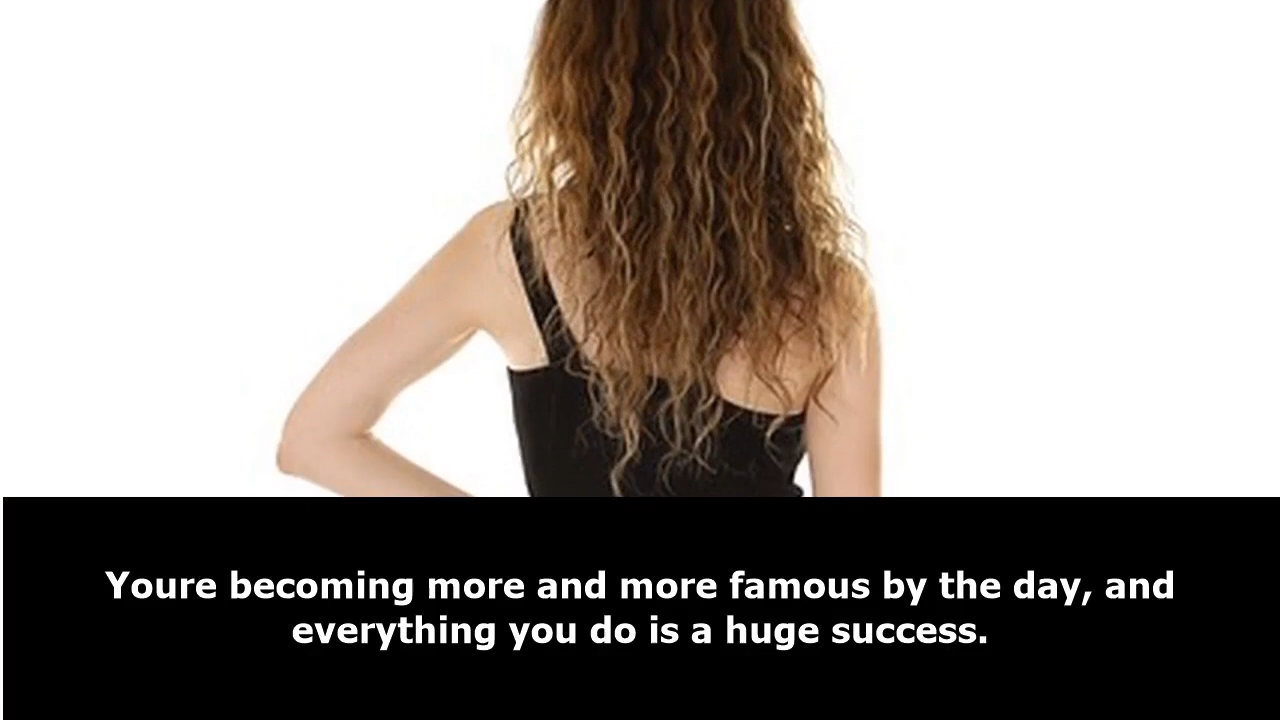 Youre becoming more and more famous by the day, and
everything you do is a huge success.